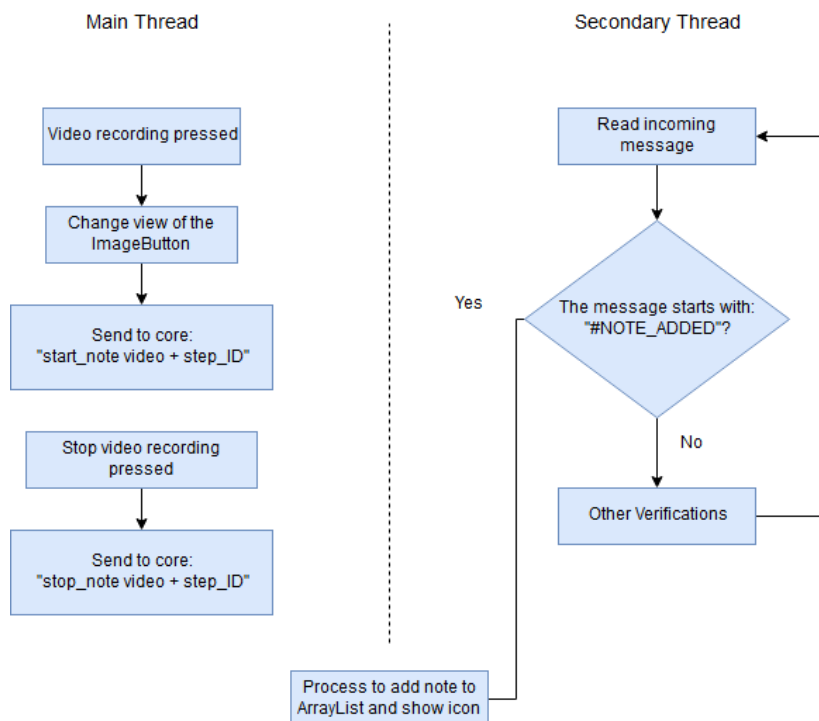 Main Thread
Secondary Thread
Video recording pressed
Change view of the
ImageButton
Send to core:
"start_note video + step_ID"
Stop video recording
pressed
Send to core:
"stop_note video + step_ID"
Read incoming
message
The message starts with:
"#NOTE_ADDED"?
Yes
No
Other Verifications
Process to add note to
ArrayList and show icon